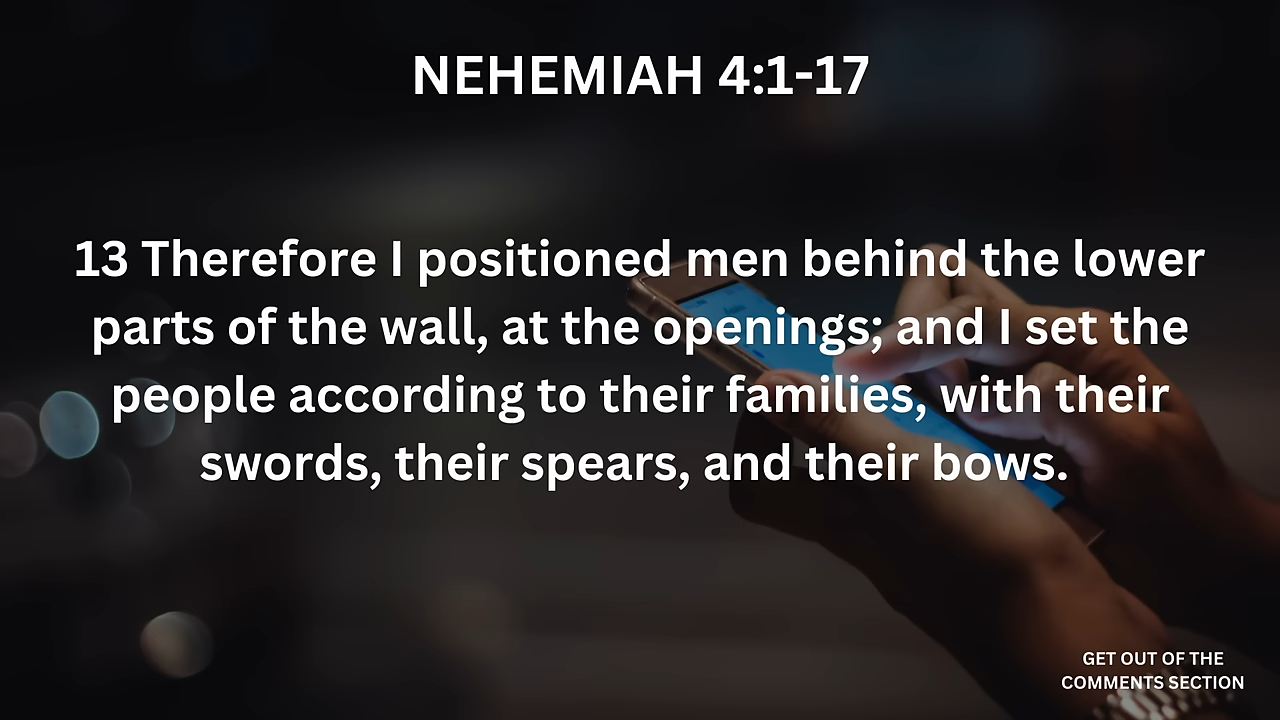 NEHEMIAH 4:1-17
13 Therefore I positioned men behind the lower
parts of the wall, at the openings; and I set the
people according to their families, with their
swords, their spears, and their bows.
GET OUT OF THE
COMMENTS SECTION